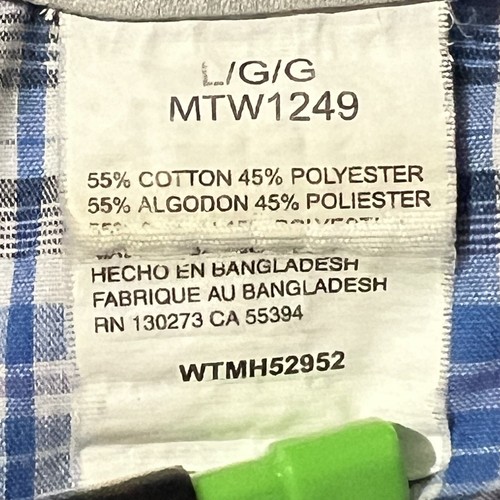 L/G/G
MTW1249
55% COTTON 45% POLYESTER
55% ALGODON 45% POLIESTER
HECHO EN BANGLADESH
FABRIQUE AU BANGLADESH
RN 130273 CA 55394
WTMH52952